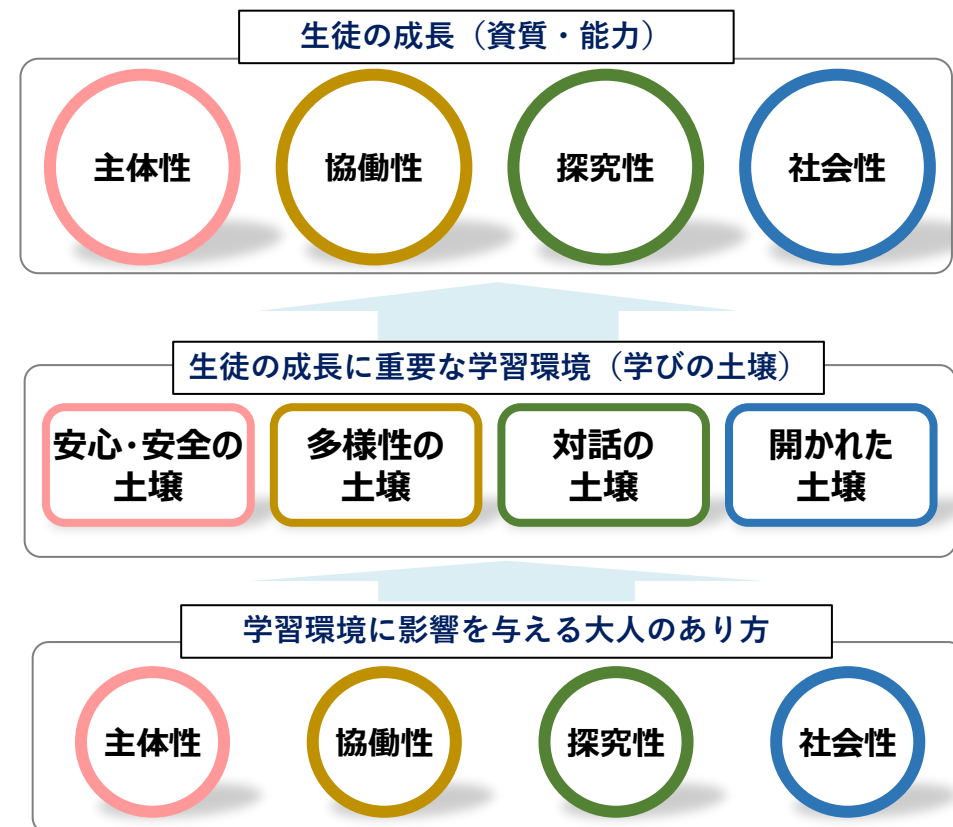 生徒の成長（資質・能力）
主体性
協働性
探究性
社会性
生徒の成長に重要な学習環境（学びの土壌）
安心・安全の
土壌
多様性の
土壌
対話の
土壌
開かれた
土壌
学習環境に影響を与える大人のあり方
主体性
協働性
探究性
社会性